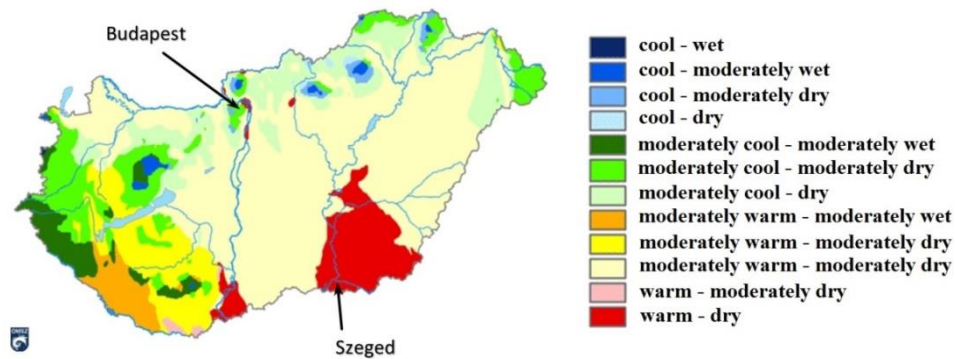 Budapest
Szeged
cool - wet
cool - moderately wet
cool - moderately dry
cool - dry
moderately cool - moderately wet
moderately cool - moderately dry
moderately cool - dry
moderately warm - moderately wet
moderately warm - moderately dry
moderately warm - moderately dry
warm - moderately dry
warm - dry
OMSZ